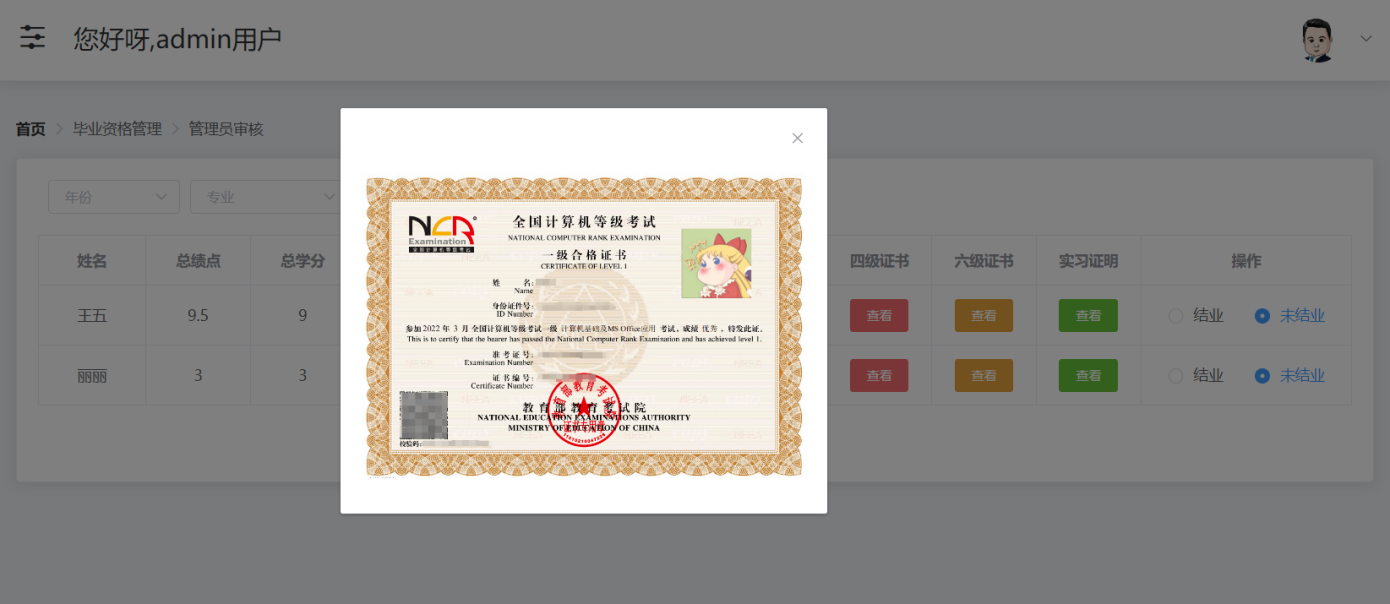 您好呀,admin用户
首页 > 毕业资格管理 > 管理员审核
年份 专业
姓名 总绩点 总学分 四级证书 六级证书 实习证明 操作
王五 9.5 9 查看 查看 查看 结业 未结业
丽丽 3 3 查看 查看 查看 结业 未结业
NCR
Examination
全国计算机等级考试
全国计算机等级考试
NATIONAL COMPUTER RANK EXAMINATION
一级合格证书
CERTIFICATE OF LEVEL 1
姓 名:
Name
身份证件号:
ID Number
参加 2022 年 3 月 全国计算机等级考试一级 计算机基础及MS Office应用 考试, 成绩 优秀 , 特发此证。
This is to certify that the bearer has passed the National Computer Rank Examination and has achieved level 1.
准 考 证 号:
Examination Number
证 书 编 号:
Certificate Number
教育部教育考试院
NATIONAL EDUCATION EXAMINATIONS AUTHORITY
MINISTRY OF EDUCATION OF CHINA
校验码: